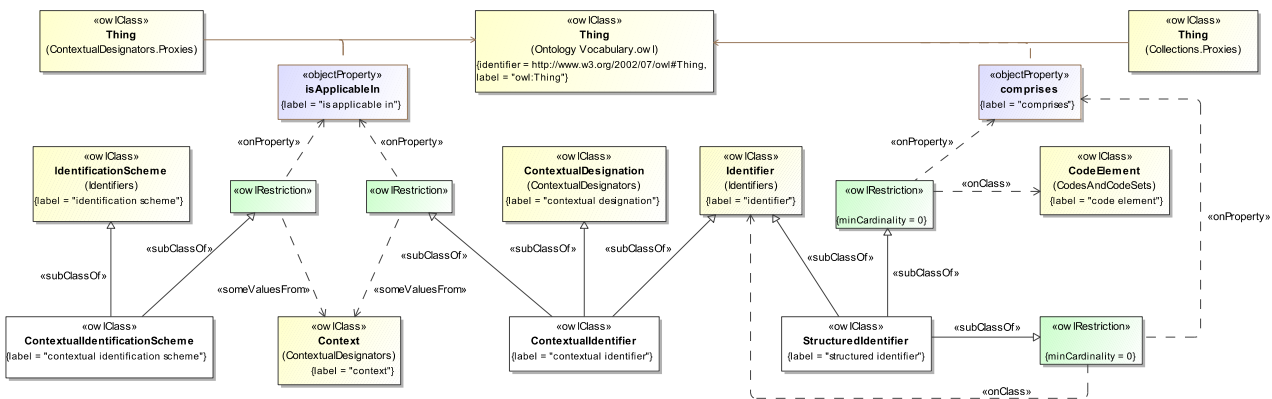 «owlClass»
Thing
(ContextualDesignators.Proxies)
«owlClass»
Thing
(Ontology Vocabulary.owl)
{identifier = http://www.w3.org/2002/07/owl#Thing,
label = "owl:Thing"}
«owlClass»
Thing
(Collections.Proxies)
«objectProperty»
isApplicableIn
{label = "is applicable in"}
«objectProperty»
comprises
{label = "comprises"}
«onProperty»
«onProperty»
«onProperty»
«owlClass»
IdentificationScheme
(Identifiers)
{label = "identification scheme"}
«owlRestriction»
«owlRestriction»
«owlClass»
ContextualDesignation
(ContextualDesignators)
{label = "contextual designation"}
«owlClass»
Identifier
(Identifiers)
{label = "identifier"}
«owlRestriction»
{minCardinality = 0}
«onClass»
«owlClass»
CodeElement
(CodesAndCodeSets)
{label = "code element"}
«onProperty»
«subClassOf»
«subClassOf»
«subClassOf»
«subClassOf»
«subClassOf»
«subClassOf»
«subClassOf»
«subClassOf»
«someValuesFrom»
«someValuesFrom»
«owlClass»
ContextualIdentificationScheme
{label = "contextual identification scheme"}
«owlClass»
Context
(ContextualDesignators)
{label = "context"}
«owlClass»
ContextualIdentifier
{label = "contextual identifier"}
«owlClass»
StructuredIdentifier
{label = "structured identifier"}
«subClassOf»
«owlRestriction»
{minCardinality = 0}
«onClass»